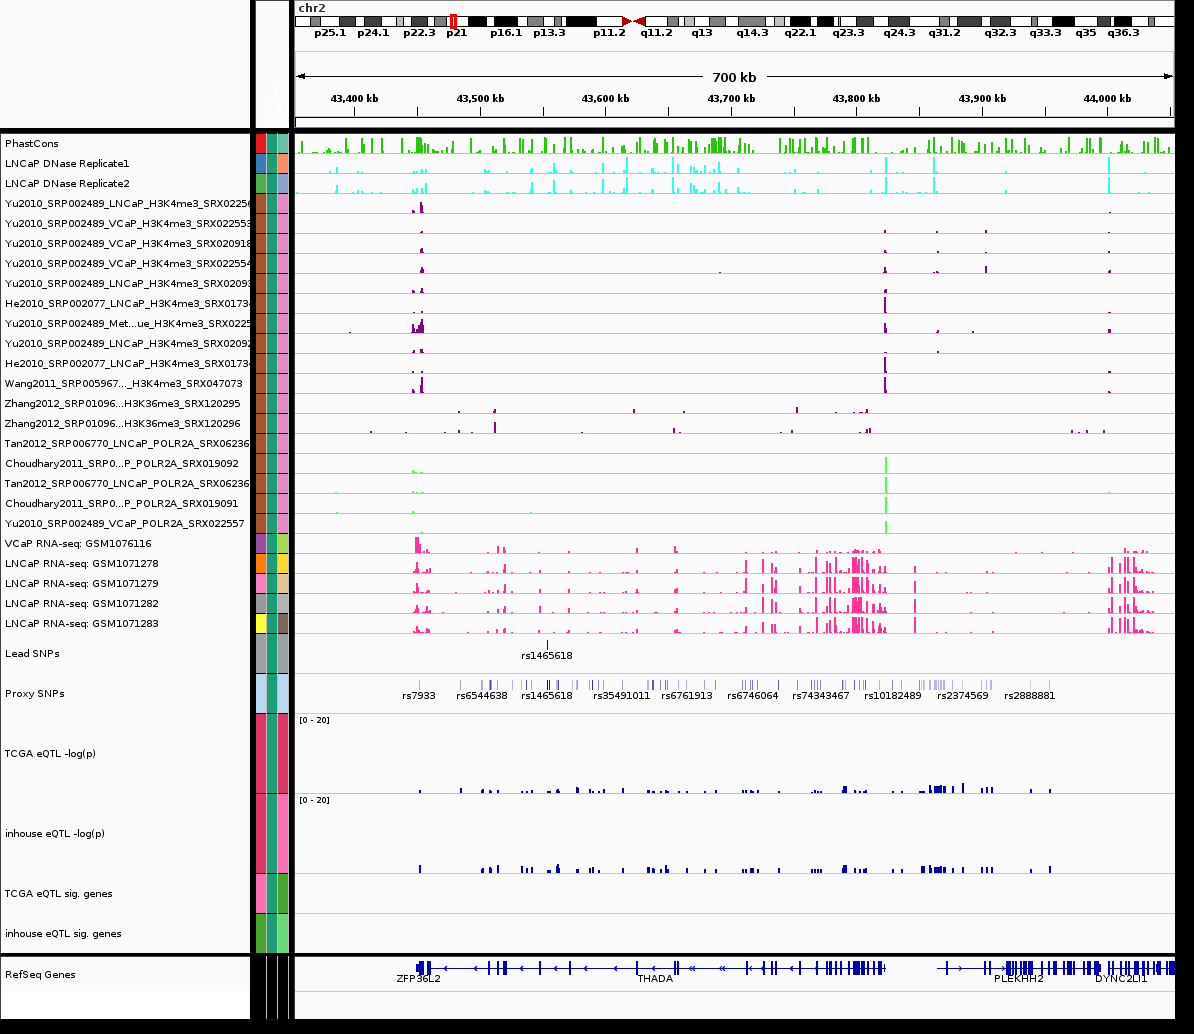 chr2
p25.1 p24.1 p22.3 p21 p16.1 p13.3 p11.2 q11.2 q13 q14.3 q22.1 q23.3 q24.3 q31.2 q32.3 q33.3 q35 q36.3
700 kb
43,400 kb 43,500 kb 43,600 kb 43,700 kb 43,800 kb 43,900 kb 44,000 kb
PhastCons
LNCaP DNase Replicate1
LNCaP DNase Replicate2
Yu2010_SRP002489_LNCaP_H3K4me3_SRX02250
Yu2010_SRP002489_VCaP_H3K4me3_SRX022553
Yu2010_SRP002489_VCaP_H3K4me3_SRX020918
Yu2010_SRP002489_VCaP_H3K4me3_SRX022554
Yu2010_SRP002489_LNCaP_H3K4me3_SRX0209
He2010_SRP002077_LNCaP_H3K4me3_SRX0173
Yu2010_SRP002489_Met...ue_H3K4me3_SRX0225
Yu2010_SRP002489_LNCaP_H3K4me3_SRX02092
He2010_SRP002077_LNCaP_H3K4me3_SRX0173
Wang2011_SRP005967..._H3K4me3_SRX047073
Zhang2012_SRP01096...H3K36me3_SRX120295
Zhang2012_SRP01096...H3K36me3_SRX120296
Tan2012_SRP006770_LNCaP_POLR2A_SRX06236
Choudhary2011_SRP0...P_POLR2A_SRX019092
Tan2012_SRP006770_LNCaP_POLR2A_SRX06236
Choudhary2011_SRP0...P_POLR2A_SRX019091
Yu2010_SRP002489_VCaP_POLR2A_SRX022557
VCaP RNA-seq: GSM1076116
LNCaP RNA-seq: GSM1071278
LNCaP RNA-seq: GSM1071279
LNCaP RNA-seq: GSM1071282
LNCaP RNA-seq: GSM1071283
Lead SNPs
rs1465618
Proxy SNPs
rs7933 rs6544638 rs1465618 rs35491011 rs6761913 rs6746064 rs74343467 rs10182489 rs2374569 rs2888881
[0 - 20]
TCGA eQTL -log(p)
[0 - 20]
inhouse eQTL -log(p)
TCGA eQTL sig. genes
inhouse eQTL sig. genes
RefSeq Genes
ZFP36L2 THADA PLEKHH2 DYNC2LI1